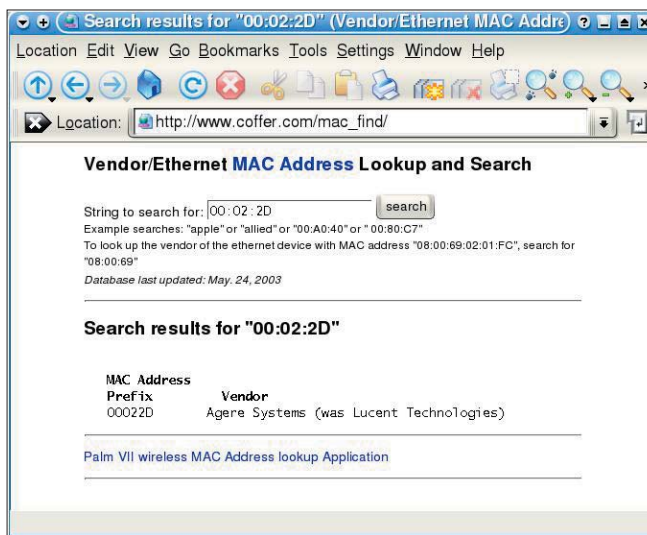 Search results for "00:02:2D" (Vendor/Ethernet MAC Addre
Location Edit View Go Bookmarks Tools Settings Window Help
Location: http://www.coffer.com/mac_find/
Vendor/Ethernet MAC Address Lookup and Search
String to search for: 00:02:2D search
Example searches: "apple" or "allied" or "00:A0:40" or " 00:80:C7"
To look up the vendor of the ethernet device with MAC address "08:00:69:02:01:FC", search for
"08:00:69"
Database last updated: May. 24, 2003
Search results for "00:02:2D"
MAC Address
Prefix Vendor
00022D Agere Systems (was Lucent Technologies)
Palm VII wireless MAC Address lookup Application